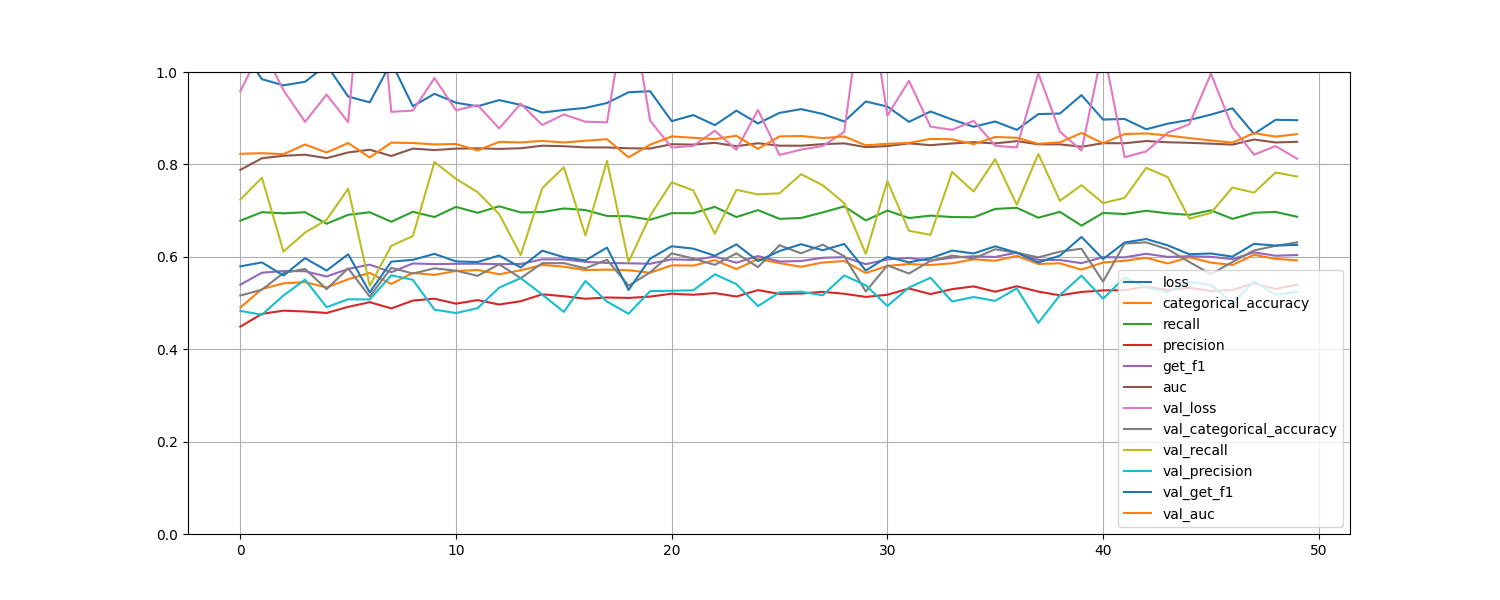 1.0
0.8
0.6
0.4
0.2
0.0
0 10 20 30 40 50
loss
categorical_accuracy
recall
precision
get_f1
auc
val_loss
val_categorical_accuracy
val_recall
val_precision
val_get_f1
val_auc